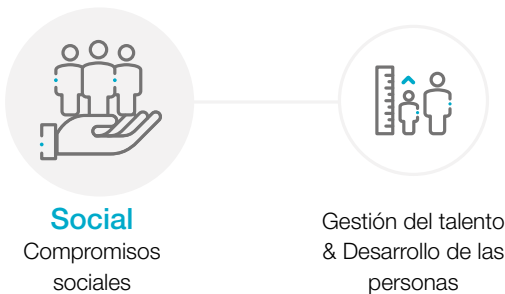 Social
Compromisos
sociales
Gestión del talento
& Desarrollo de las
personas